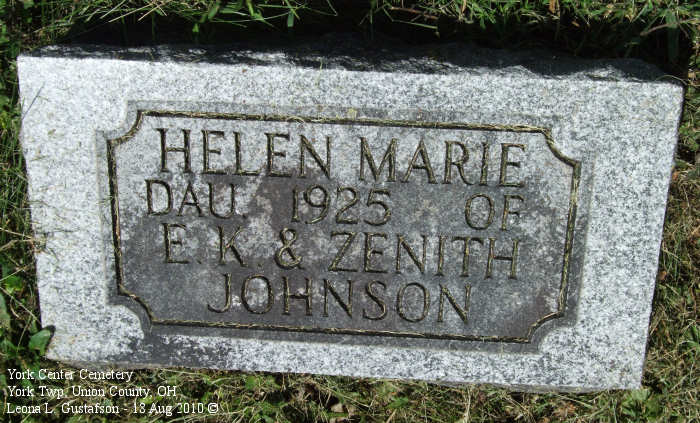 HELEN MARIE
DAU. 1925 OF
E. K. & ZENITH
JOHNSON
York Center Cemetery
York Twp, Union County, OH
Leona L. Gustafson - 18 Aug 2010 ©